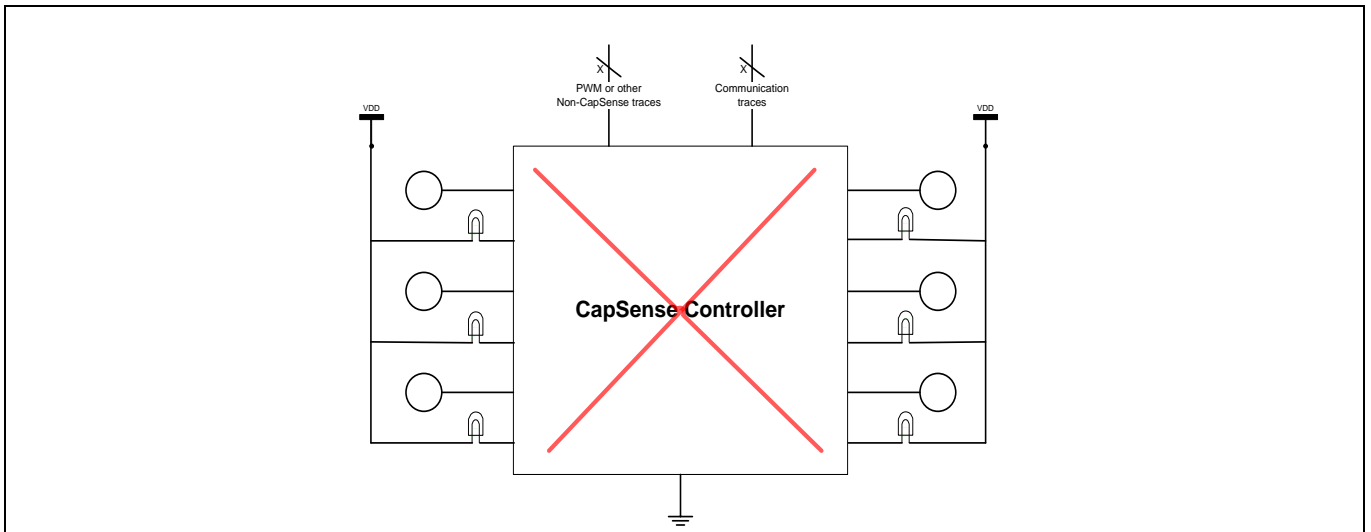 X
X
PWM or other
Non-CapSense traces
Communication
traces
VDD
VDD
CapSense Controller